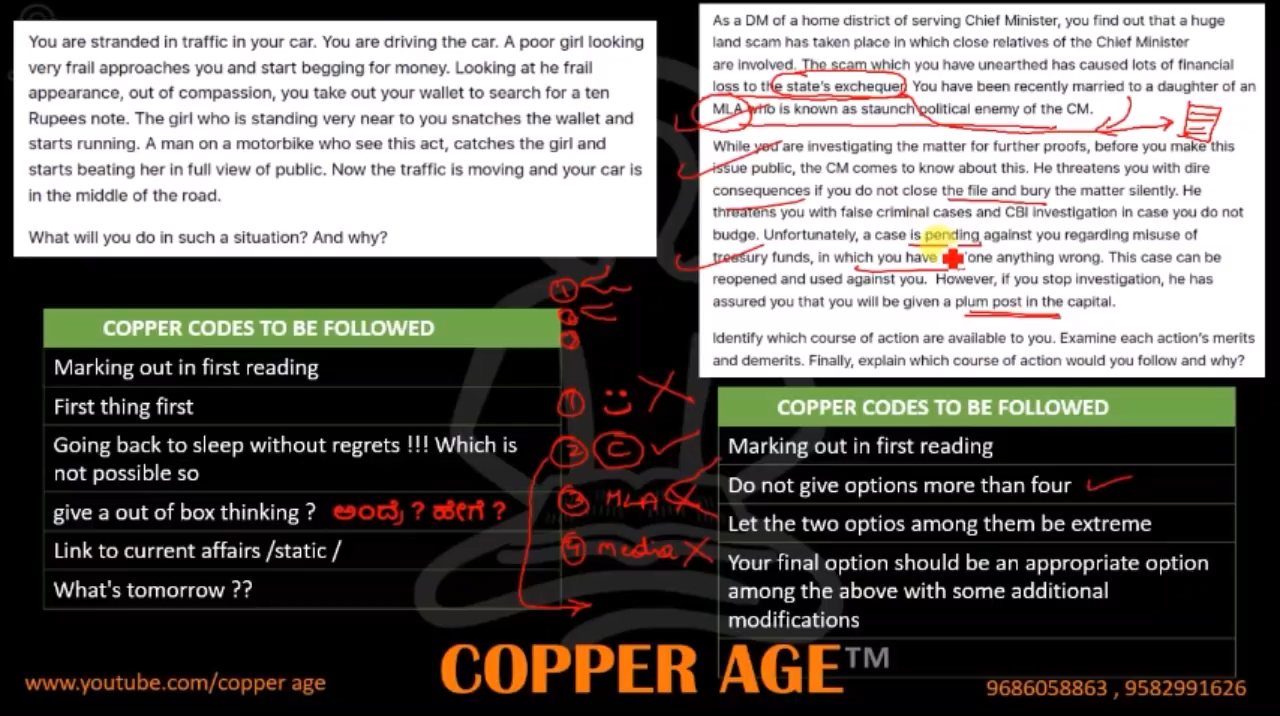 You are stranded in traffic in your car. You are driving the car. A poor girl looking
very frail approaches you and start begging for money. Looking at he frail
appearance, out of compassion, you take out your wallet to search for a ten
Rupees note. The girl who is standing very near to you snatches the wallet and
starts running. A man on a motorbike who see this act, catches the girl and
starts beating her in full view of public. Now the traffic is moving and your car is
in the middle of the road.
What will you do in such a situation? And why?
As a DM of a home district of serving Chief Minister, you find out that a huge
land scam has taken place in which close relatives of the Chief Minister
are involved. The scam which you have unearthed has caused lots of financial
loss to the state's exchequer. You have been recently married to a daughter of an
MLA who is known as staunch political enemy of the CM.
While you are investigating the matter for further proofs, before you make this
issue public, the CM comes to know about this. He threatens you with dire
consequences if you do not close the file and bury the matter silently. He
threatens you with false criminal cases and CBI investigation in case you do not
budge. Unfortunately, a case is pending against you regarding misuse of
treasury funds, in which you have one anything wrong. This case can be
reopened and used against you. However, if you stop investigation, he has
assured you that you will be given a plum post in the capital.
Identify which course of action are available to you. Examine each action's merits
and demerits. Finally, explain which course of action would you follow and why?
COPPER CODES TO BE FOLLOWED
Marking out in first reading
First thing first
Going back to sleep without regrets !!! Which is
not possible so
give a out of box thinking ? ಅಂದ್ರೆ ? ಹೇಗೆ ?
Link to current affairs /static /
What's tomorrow ??
1
2
3
1
2 C
3 MLA
4 media
COPPER CODES TO BE FOLLOWED
Marking out in first reading
Do not give options more than four
Let the two optios among them be extreme
Your final option should be an appropriate option
among the above with some additional
modifications
COPPER AGE™
www.youtube.com/copper age
9686058863 , 9582991626